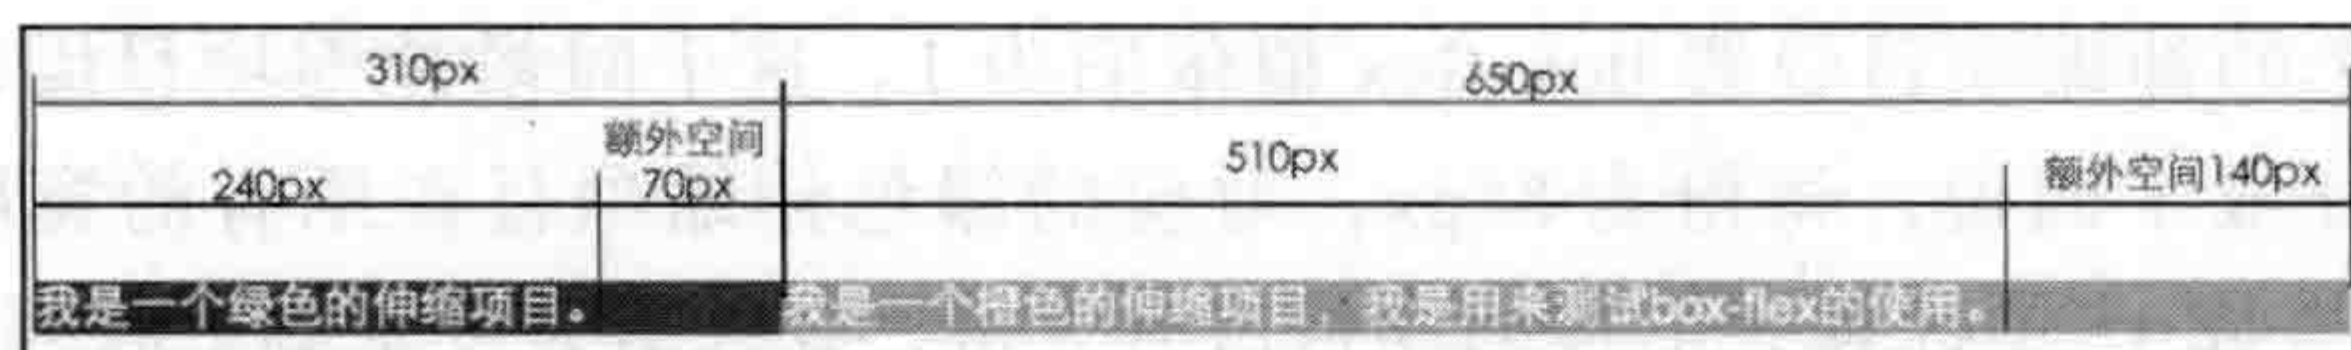 310px
650px
额外空间
70px
240px
510px
额外空间140px
我是一个绿色的伸缩项目。
我是一个橙色的伸缩项目，我是用来测试box-flex的使用。